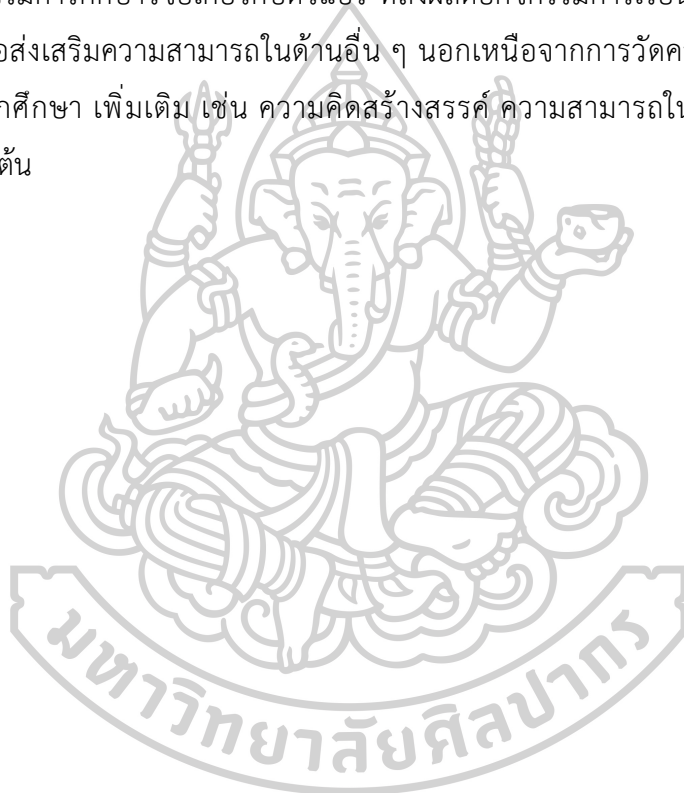 ส่งเสริมความสามารถในด้านอื่น ๆ นอกเหนือจากการวัดค
ศึกษา เพิ่มเติม เช่น ความคิดสร้างสรรค์ ความสามารถใน
ต้น
มหาวิทยาลัยศิลปากร